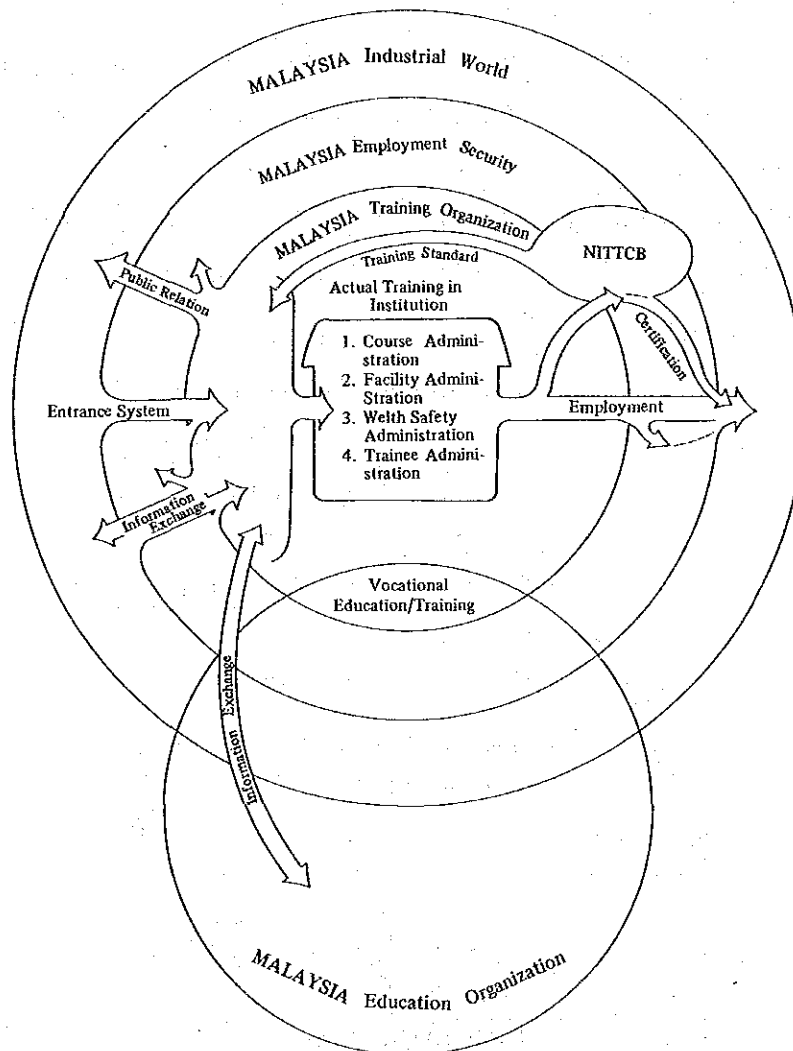 MALAYSIA Industrial World
MALAYSIA Employment Security
MALAYSIA Training Organization
NITTCB
Training Standard
Public Relation
Actual Training in
Institution
1. Course Admini-
stration
2. Facility Admini-
Stration
3. Welth Safety
Administration
4. Trainee Admini-
stration
Certification
Entrance System
Employment
Information
Exchange
Vocational
Education/Training
Information Exchange
MALAYSIA Education Organization